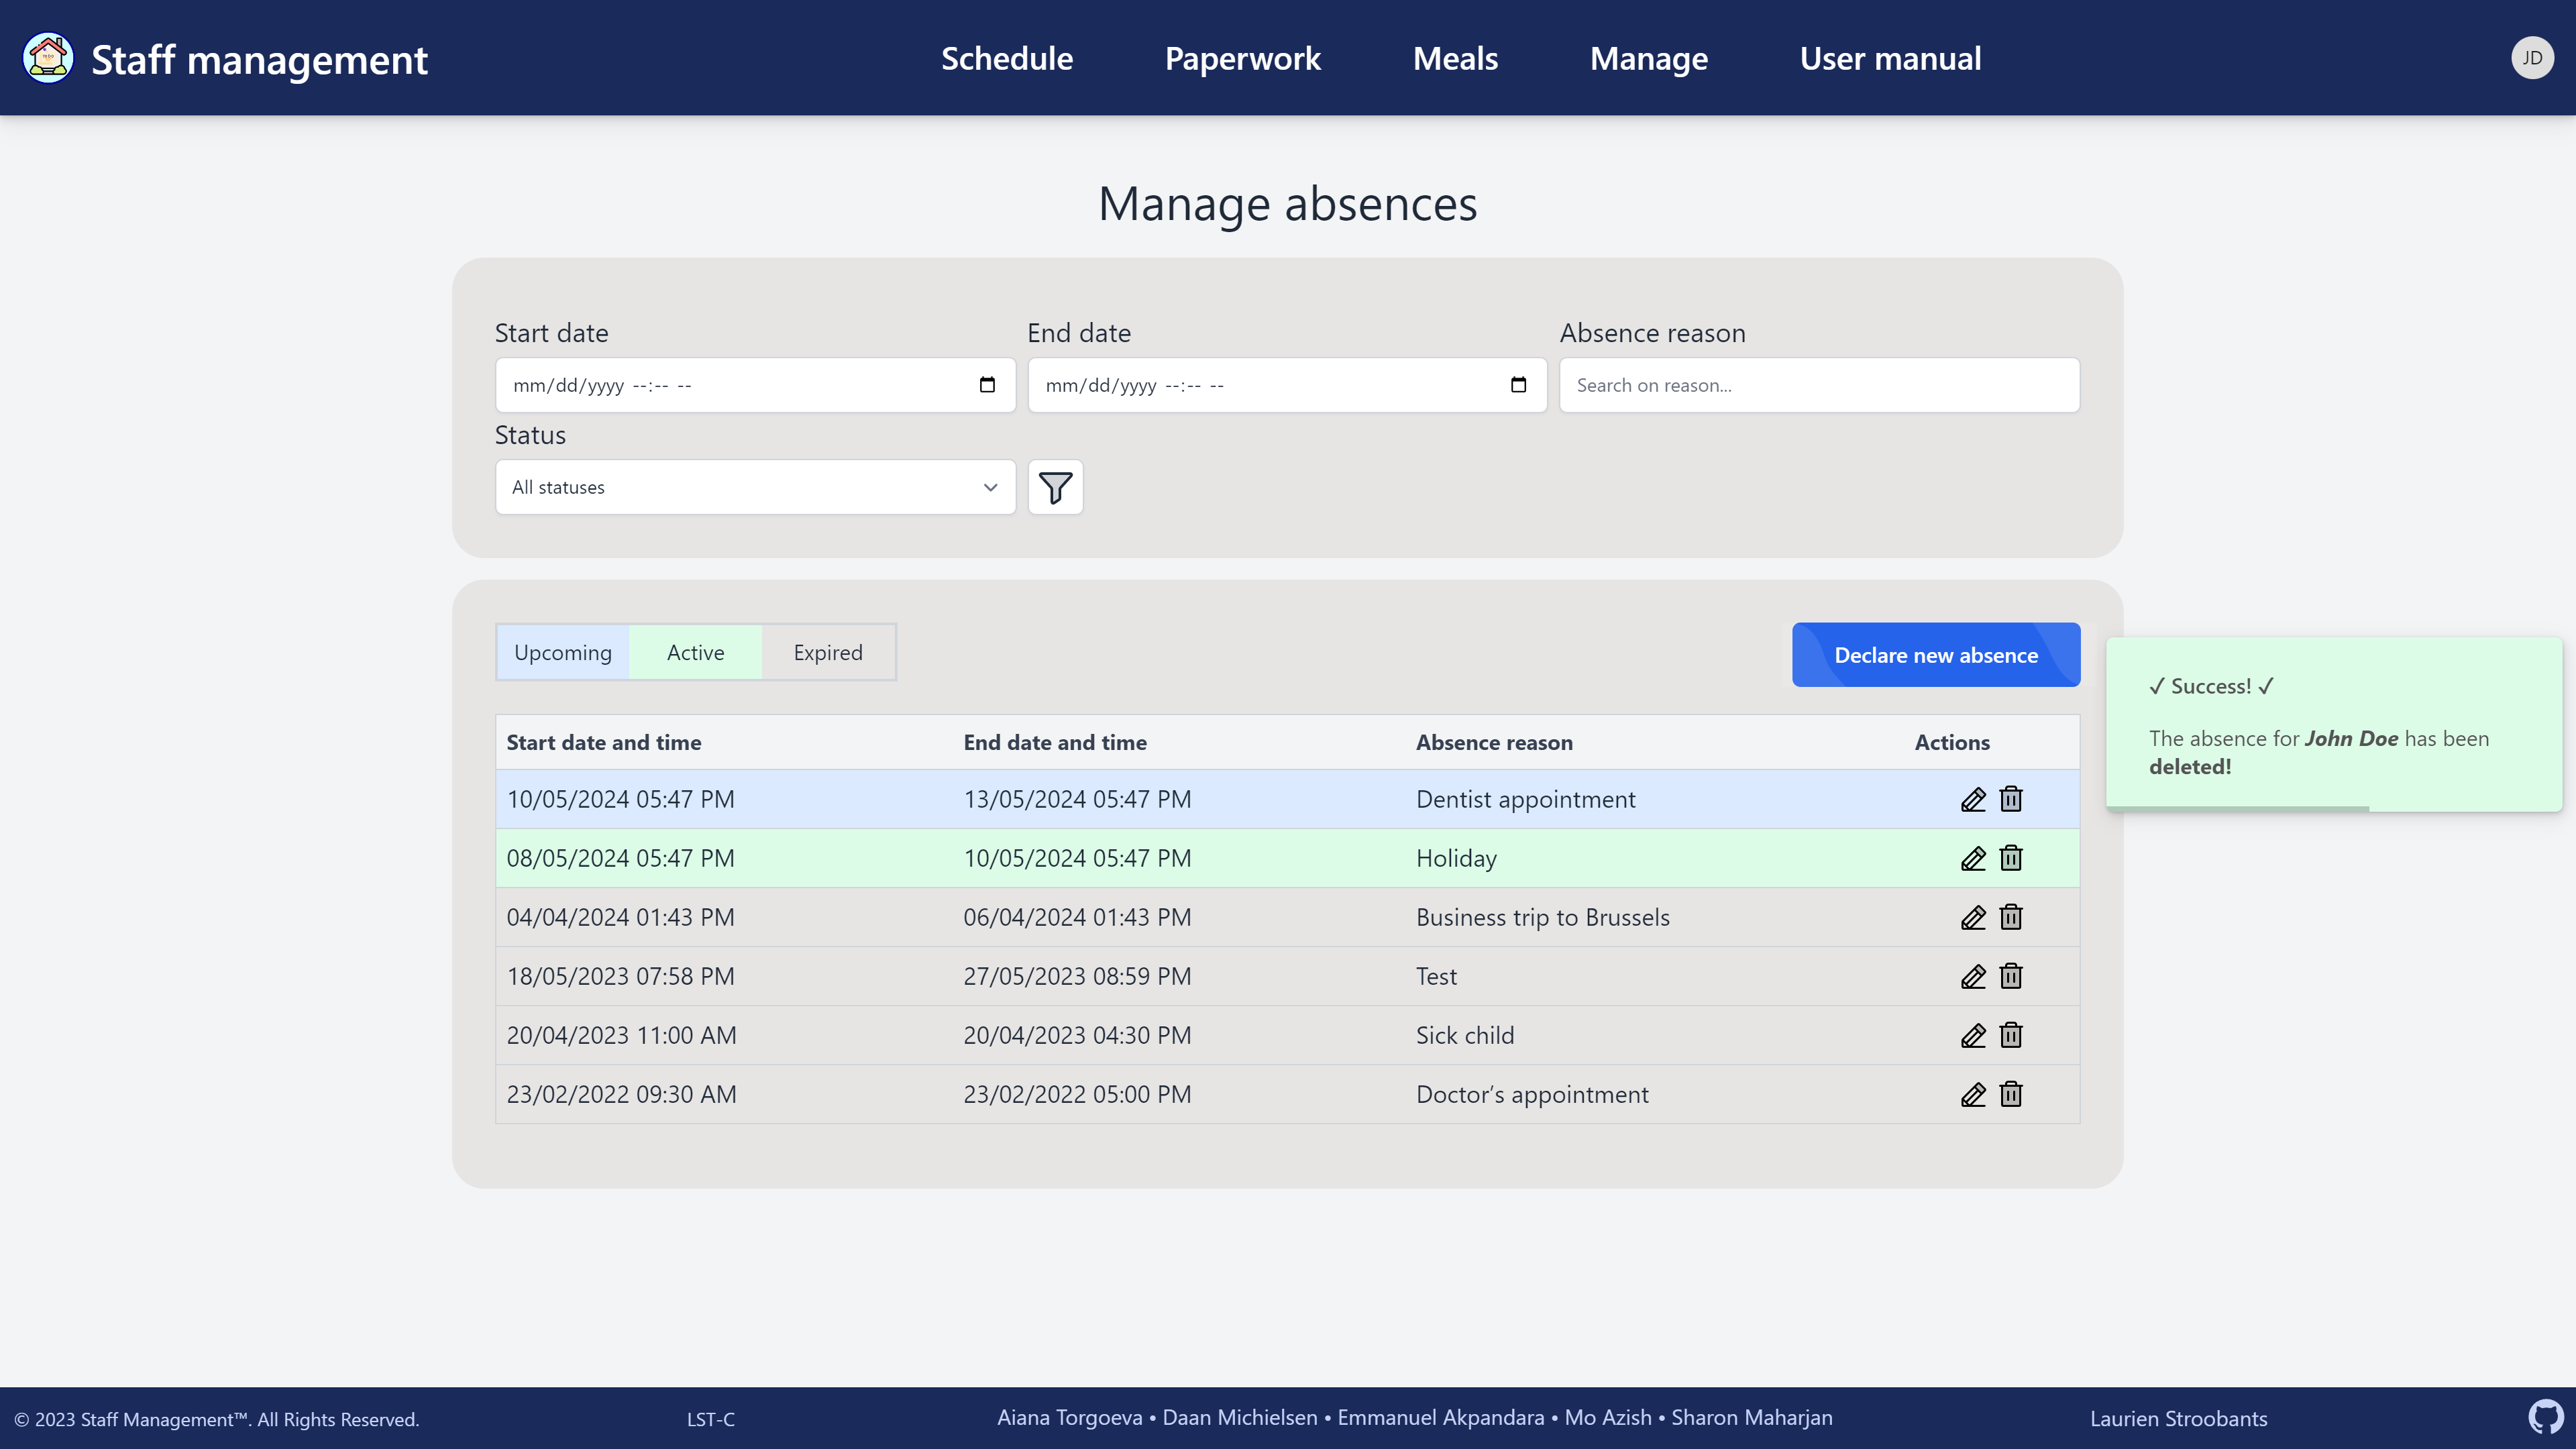 Staff management
Schedule
Paperwork
Meals
Manage
User manual
JD
Manage absences
Start date
End date
Absence reason
mm/dd/yyyy --:-- --
mm/dd/yyyy --:-- --
Search on reason...
Status
All statuses
Upcoming
Active
Expired
Declare new absence
✓ Success! ✓
The absence for John Doe has been
deleted!
Start date and time End date and time Absence reason Actions
10/05/2024 05:47 PM 13/05/2024 05:47 PM Dentist appointment
08/05/2024 05:47 PM 10/05/2024 05:47 PM Holiday
04/04/2024 01:43 PM 06/04/2024 01:43 PM Business trip to Brussels
18/05/2023 07:58 PM 27/05/2023 08:59 PM Test
20/04/2023 11:00 AM 20/04/2023 04:30 PM Sick child
23/02/2022 09:30 AM 23/02/2022 05:00 PM Doctor’s appointment
© 2023 Staff Management™. All Rights Reserved.
LST-C
Aiana Torgoeva • Daan Michielsen • Emmanuel Akpandara • Mo Azish • Sharon Maharjan
Laurien Stroobants